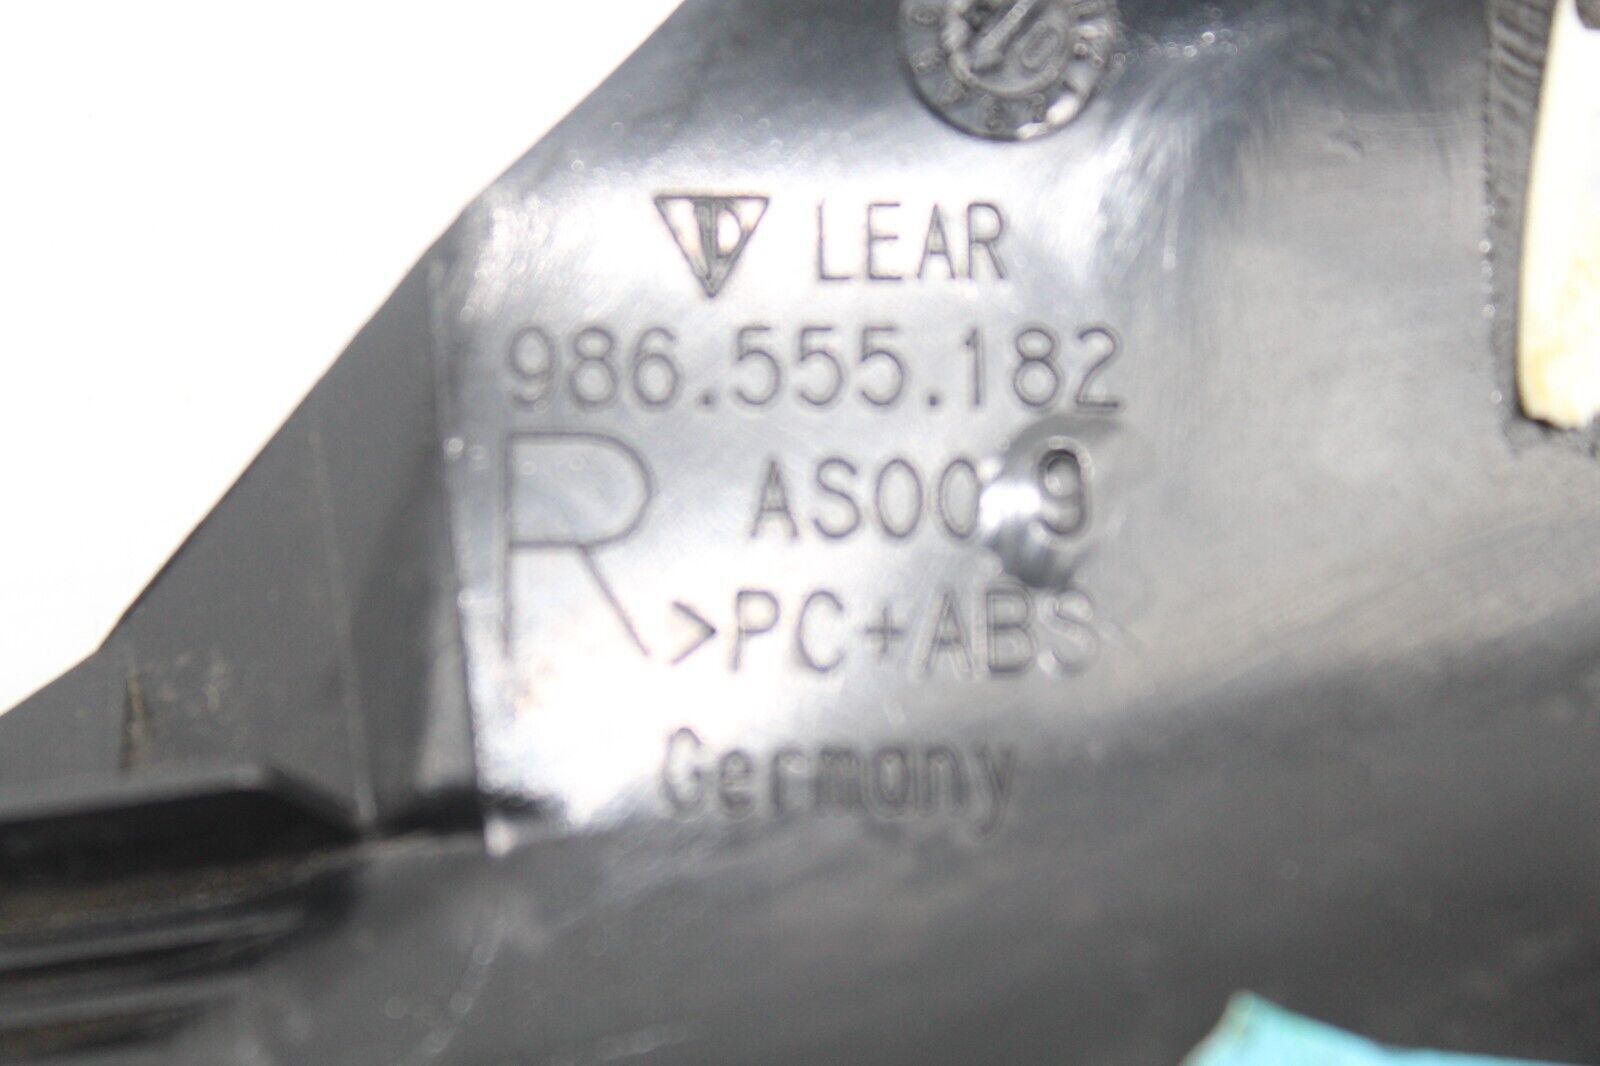 LEAR
986.555.182
R
>PC+ABS<
Germany